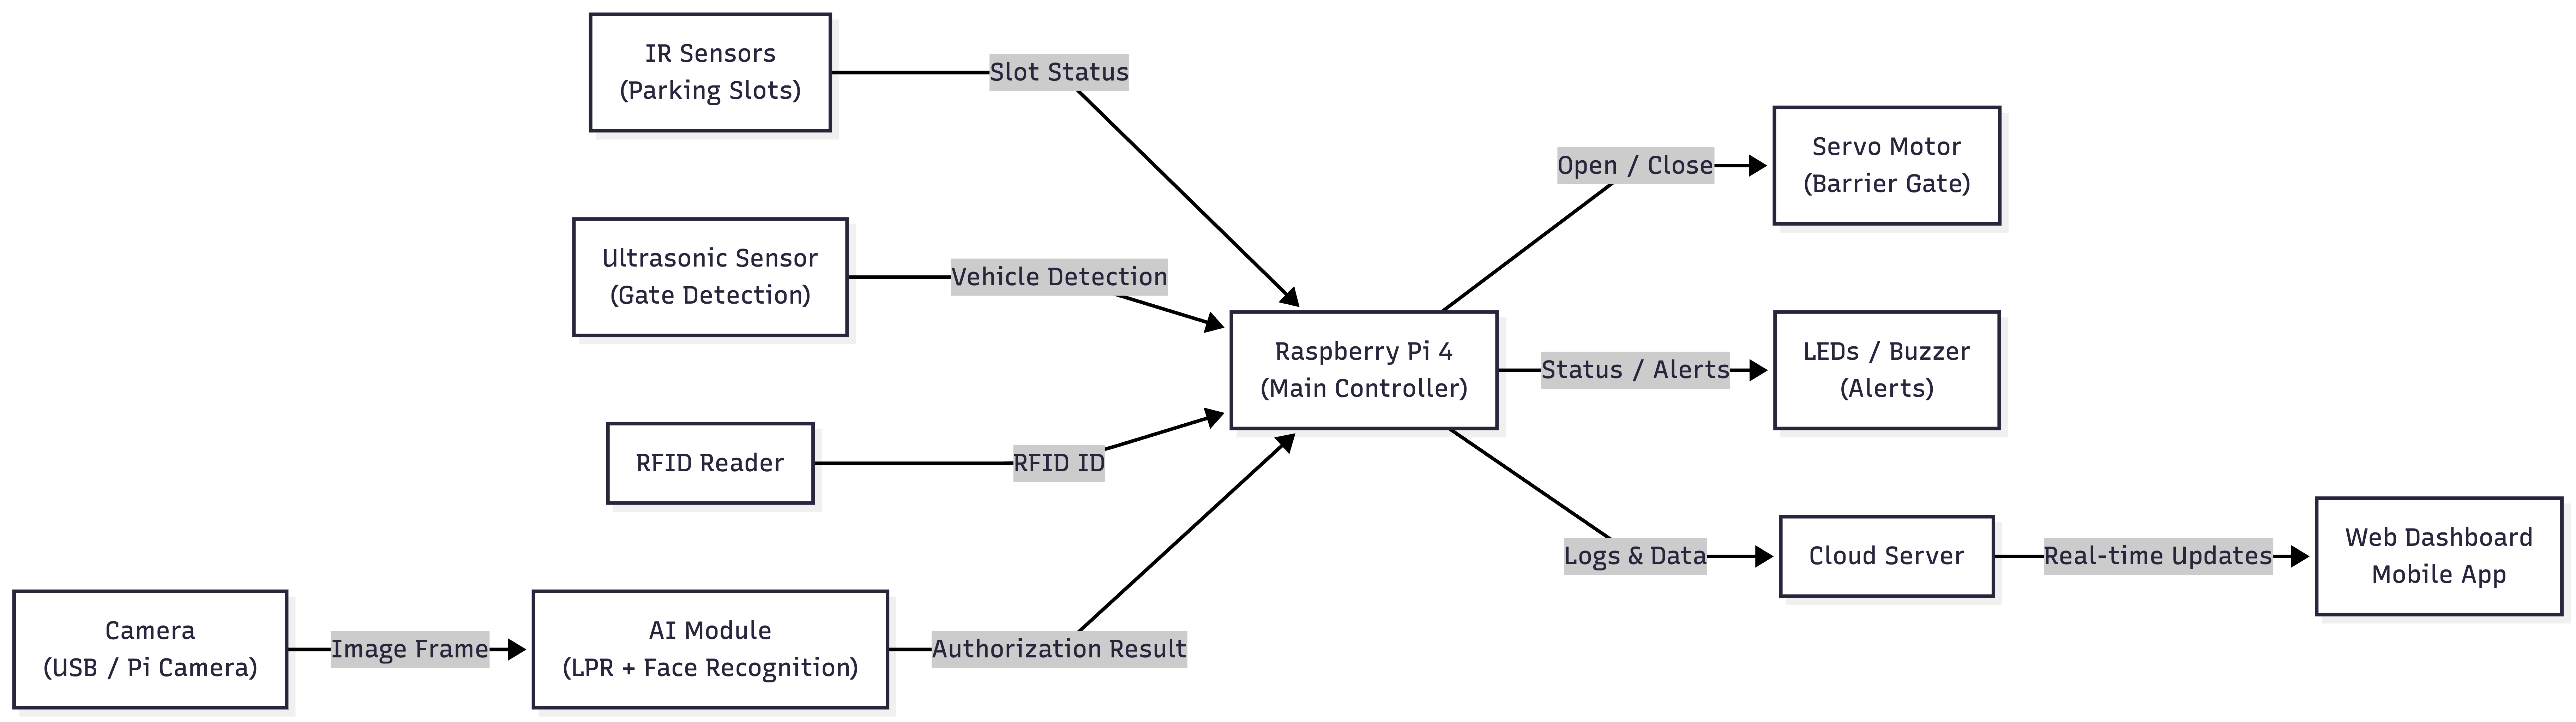 IR Sensors
(Parking Slots)
Slot Status
Ultrasonic Sensor
(Gate Detection)
Vehicle Detection
RFID Reader
RFID ID
Camera
(USB / Pi Camera)
Image Frame
AI Module
(LPR + Face Recognition)
Authorization Result
Raspberry Pi 4
(Main Controller)
Open / Close
Servo Motor
(Barrier Gate)
Status / Alerts
LEDs / Buzzer
(Alerts)
Logs & Data
Cloud Server
Real-time Updates
Web Dashboard
Mobile App